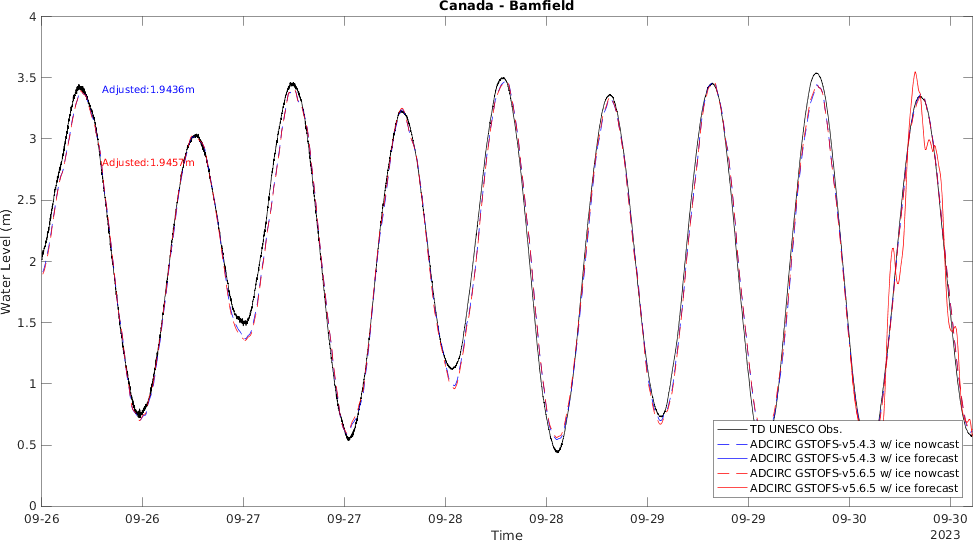 Canada - Bamfield
4
3.5
3
2.5
2
1.5
1
0.5
0
Water Level (m)
Adjusted:1.9436m
Adjusted:1.9457m
TD UNESCO Obs.
ADCIRC GSTOFS-v5.4.3 w/ ice nowcast
ADCIRC GSTOFS-v5.4.3 w/ ice forecast
ADCIRC GSTOFS-v5.6.5 w/ ice nowcast
ADCIRC GSTOFS-v5.6.5 w/ ice forecast
09-26 09-26 09-27 09-27 09-28 09-28 09-29 09-29 09-30 09-30
2023
Time